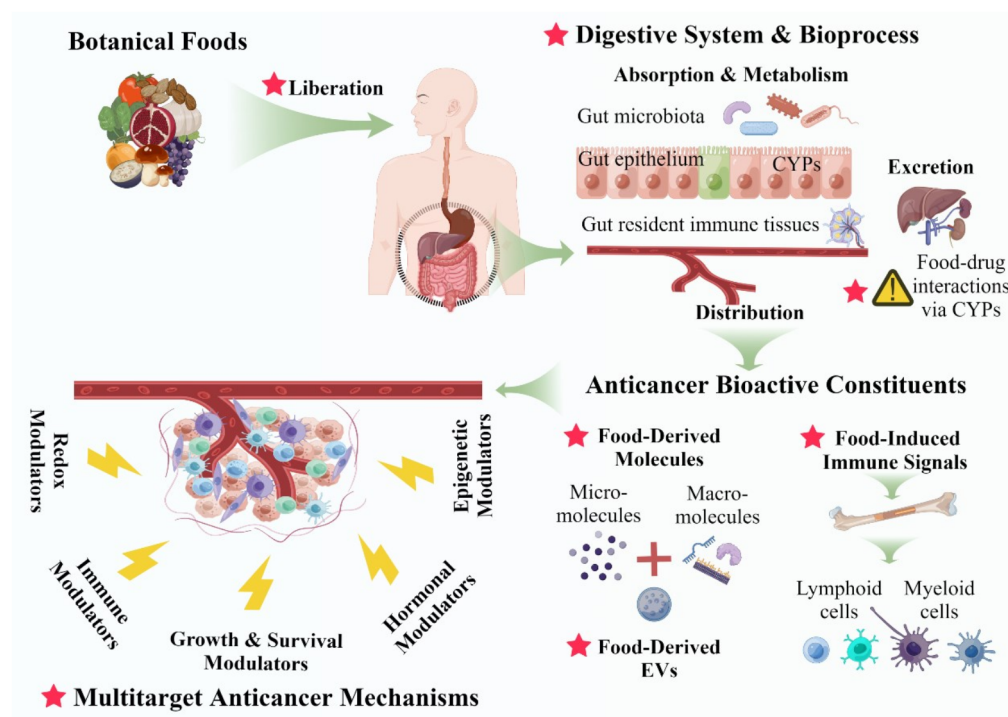 Botanical Foods
Liberation
Digestive System & Bioprocess
Absorption & Metabolism
Gut microbiota
Gut epithelium
CYPs
Gut resident immune tissues
Distribution
Excretion
Food-drug
interactions
via CYPs
Anticancer Bioactive Constituents
Food-Derived
Molecules
Micro-
molecules
Macro-
molecules
Food-Derived
EVs
Food-Induced
Immune Signals
Lymphoid
cells
Myeloid
cells
Redox
Modulators
Immune
Modulators
Growth & Survival
Modulators
Hormonal
Modulators
Epigenetic
Modulators
Multitarget Anticancer Mechanisms